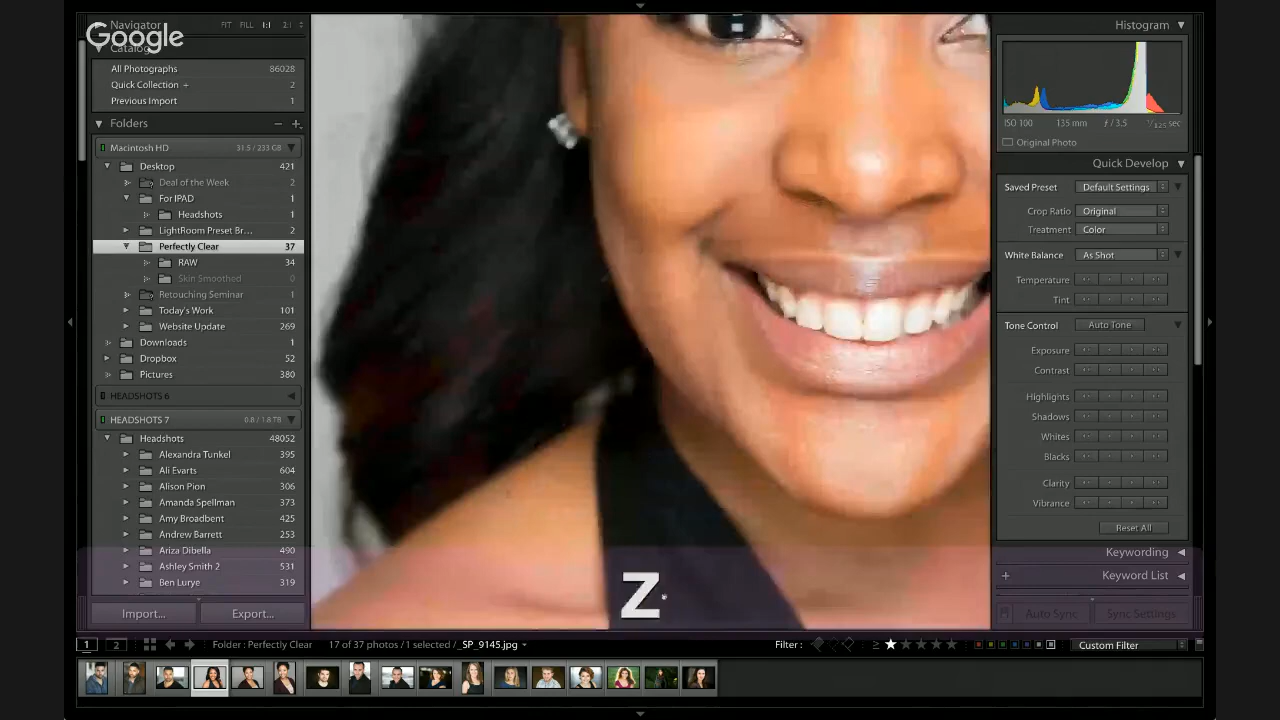 Navigator FIT FILL 1:1 2:1
Google
Catalog
All Photographs 86028
Quick Collection + 2
Previous Import 1
Folders
Macintosh HD 31.5 / 233 GB
Desktop 421
Deal of the Week 2
For IPAD 1
Headshots 1
LightRoom Preset Br... 2
Perfectly Clear 37
RAW 34
Skin Smoothed 0
Retouching Seminar 1
Today's Work 101
Website Update 269
Downloads 1
Dropbox 52
Pictures 380
HEADSHOTS 6
HEADSHOTS 7 0.8 / 1.8 TB
Headshots 48052
Alexandra Tunkel 395
Ali Evarts 604
Alison Pion 306
Amanda Spellman 373
Amy Broadbent 425
Andrew Barrett 253
Ariza Dibella 490
Ashley Smith 2 531
Ben Lurye 319
Import... Export...
Z
Histogram
ISO 100 135 mm f / 3.5 1/125 sec
Original Photo
Quick Develop
Saved Preset Default Settings
Crop Ratio Original
Treatment Color
White Balance As Shot
Temperature
Tint
Tone Control Auto Tone
Exposure
Contrast
Highlights
Shadows
Whites
Blacks
Clarity
Vibrance
Reset All
Keywording
+ Keyword List
Auto Sync Sync Settings
1 2 Folder : Perfectly Clear 17 of 37 photos / 1 selected / _SP_9145.jpg Filter : ≥ ★★★★★ Custom Filter